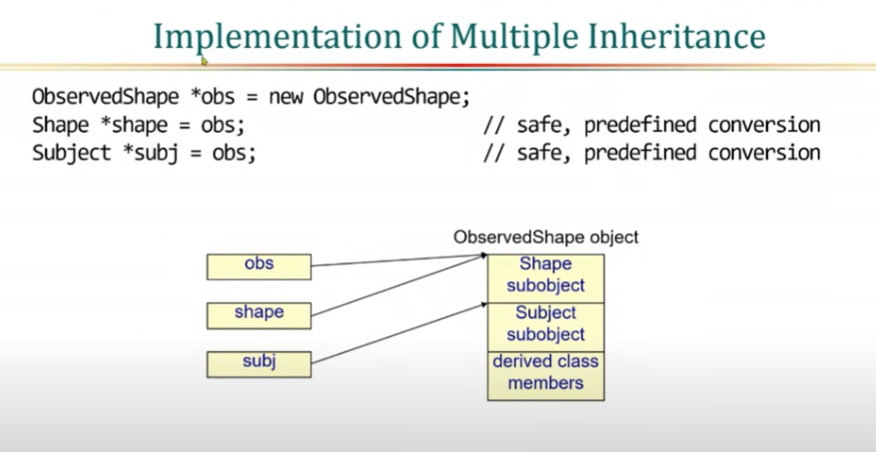 Implementation of Multiple Inheritance
ObservedShape *obs = new ObservedShape;
Shape *shape = obs; // safe, predefined conversion
Subject *subj = obs; // safe, predefined conversion
ObservedShape object
obs
shape
subj
Shape
subobject
Subject
subobject
derived class
members